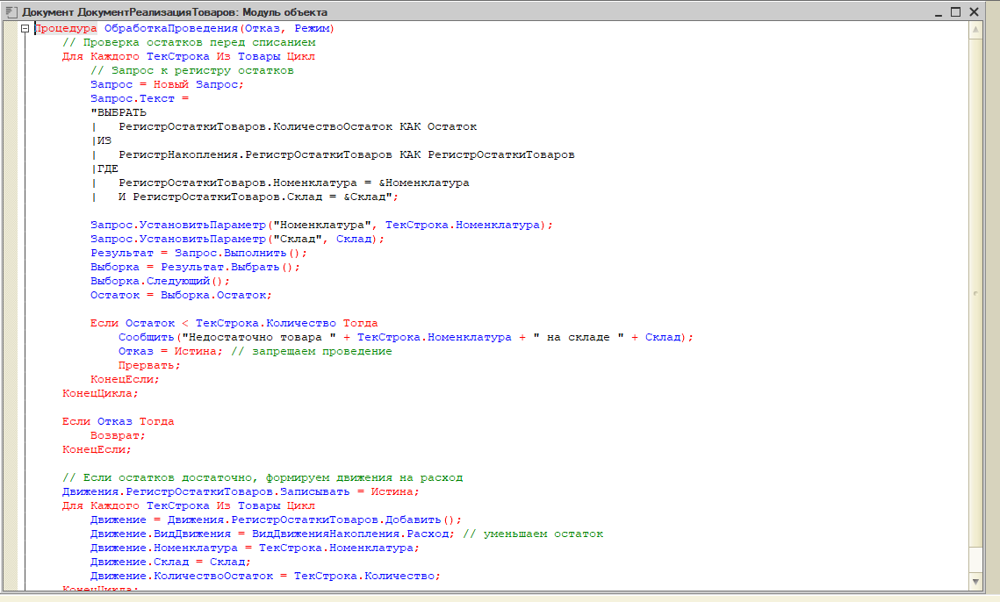 Документ ДокументРеализацияТоваров: Модуль объекта
Процедура ОбработкаПроведения(Отказ, Режим)
// Проверка остатков перед списанием
Для Каждого ТекСтрока Из Товары Цикл
// Запрос к регистру остатков
Запрос = Новый Запрос;
Запрос.Текст =
"ВЫБРАТЬ
|   РегистрОстаткиТоваров.КоличествоОстаток КАК Остаток
|ИЗ
|   РегистрНакопления.РегистрОстаткиТоваров КАК РегистрОстаткиТоваров
|ГДЕ
|   РегистрОстаткиТоваров.Номенклатура = &Номенклатура
|   И РегистрОстаткиТоваров.Склад = &Склад";
Запрос.УстановитьПараметр("Номенклатура", ТекСтрока.Номенклатура);
Запрос.УстановитьПараметр("Склад", Склад);
Результат = Запрос.Выполнить();
Выборка = Результат.Выбрать();
Выборка.Следующий();
Остаток = Выборка.Остаток;
Если Остаток < ТекСтрока.Количество Тогда
Сообщить("Недостаточно товара " + ТекСтрока.Номенклатура + " на складе " + Склад);
Отказ = Истина; // запрещаем проведение
Прервать;
КонецЕсли;
КонецЦикла;
Если Отказ Тогда
Возврат;
КонецЕсли;
// Если остатков достаточно, формируем движения на расход
Движения.РегистрОстаткиТоваров.Записывать = Истина;
Для Каждого ТекСтрока Из Товары Цикл
Движение = Движения.РегистрОстаткиТоваров.Добавить();
Движение.ВидДвижения = ВидДвиженияНакопления.Расход; // уменьшаем остаток
Движение.Номенклатура = ТекСтрока.Номенклатура;
Движение.Склад = Склад;
Движение.КоличествоОстаток = ТекСтрока.Количество;
КонецЦикла;